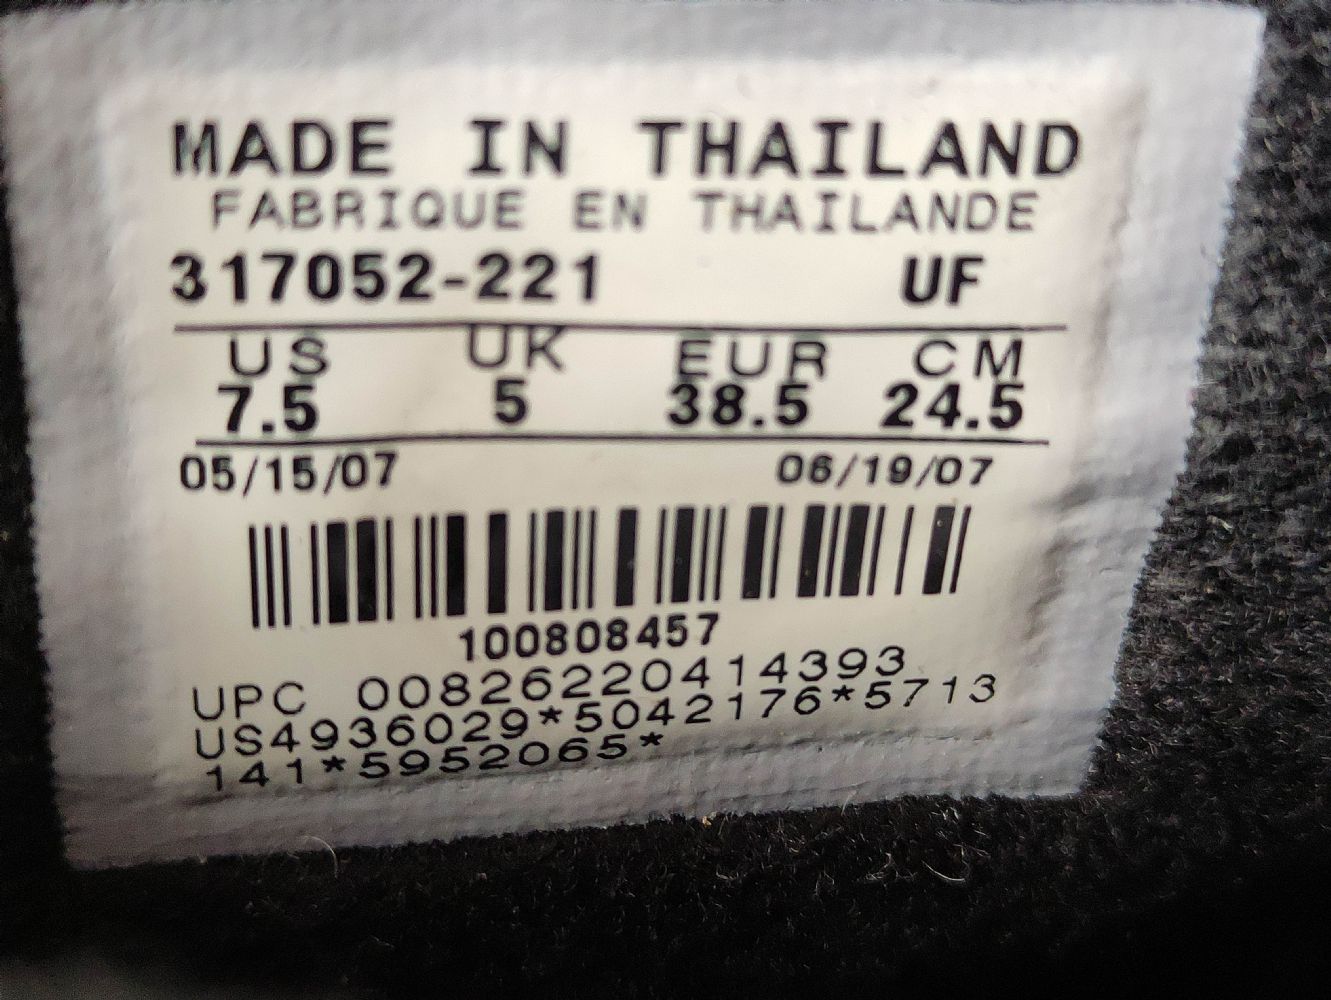 MADE IN THAILAND
FABRIQUE EN THAILANDE
317052-221 UF
US UK EUR CM
7.5 5 38.5 24.5
05/15/07 06/19/07
100808457
UPC 00826220414393
US4936029*5042176*5713
141*5952065*